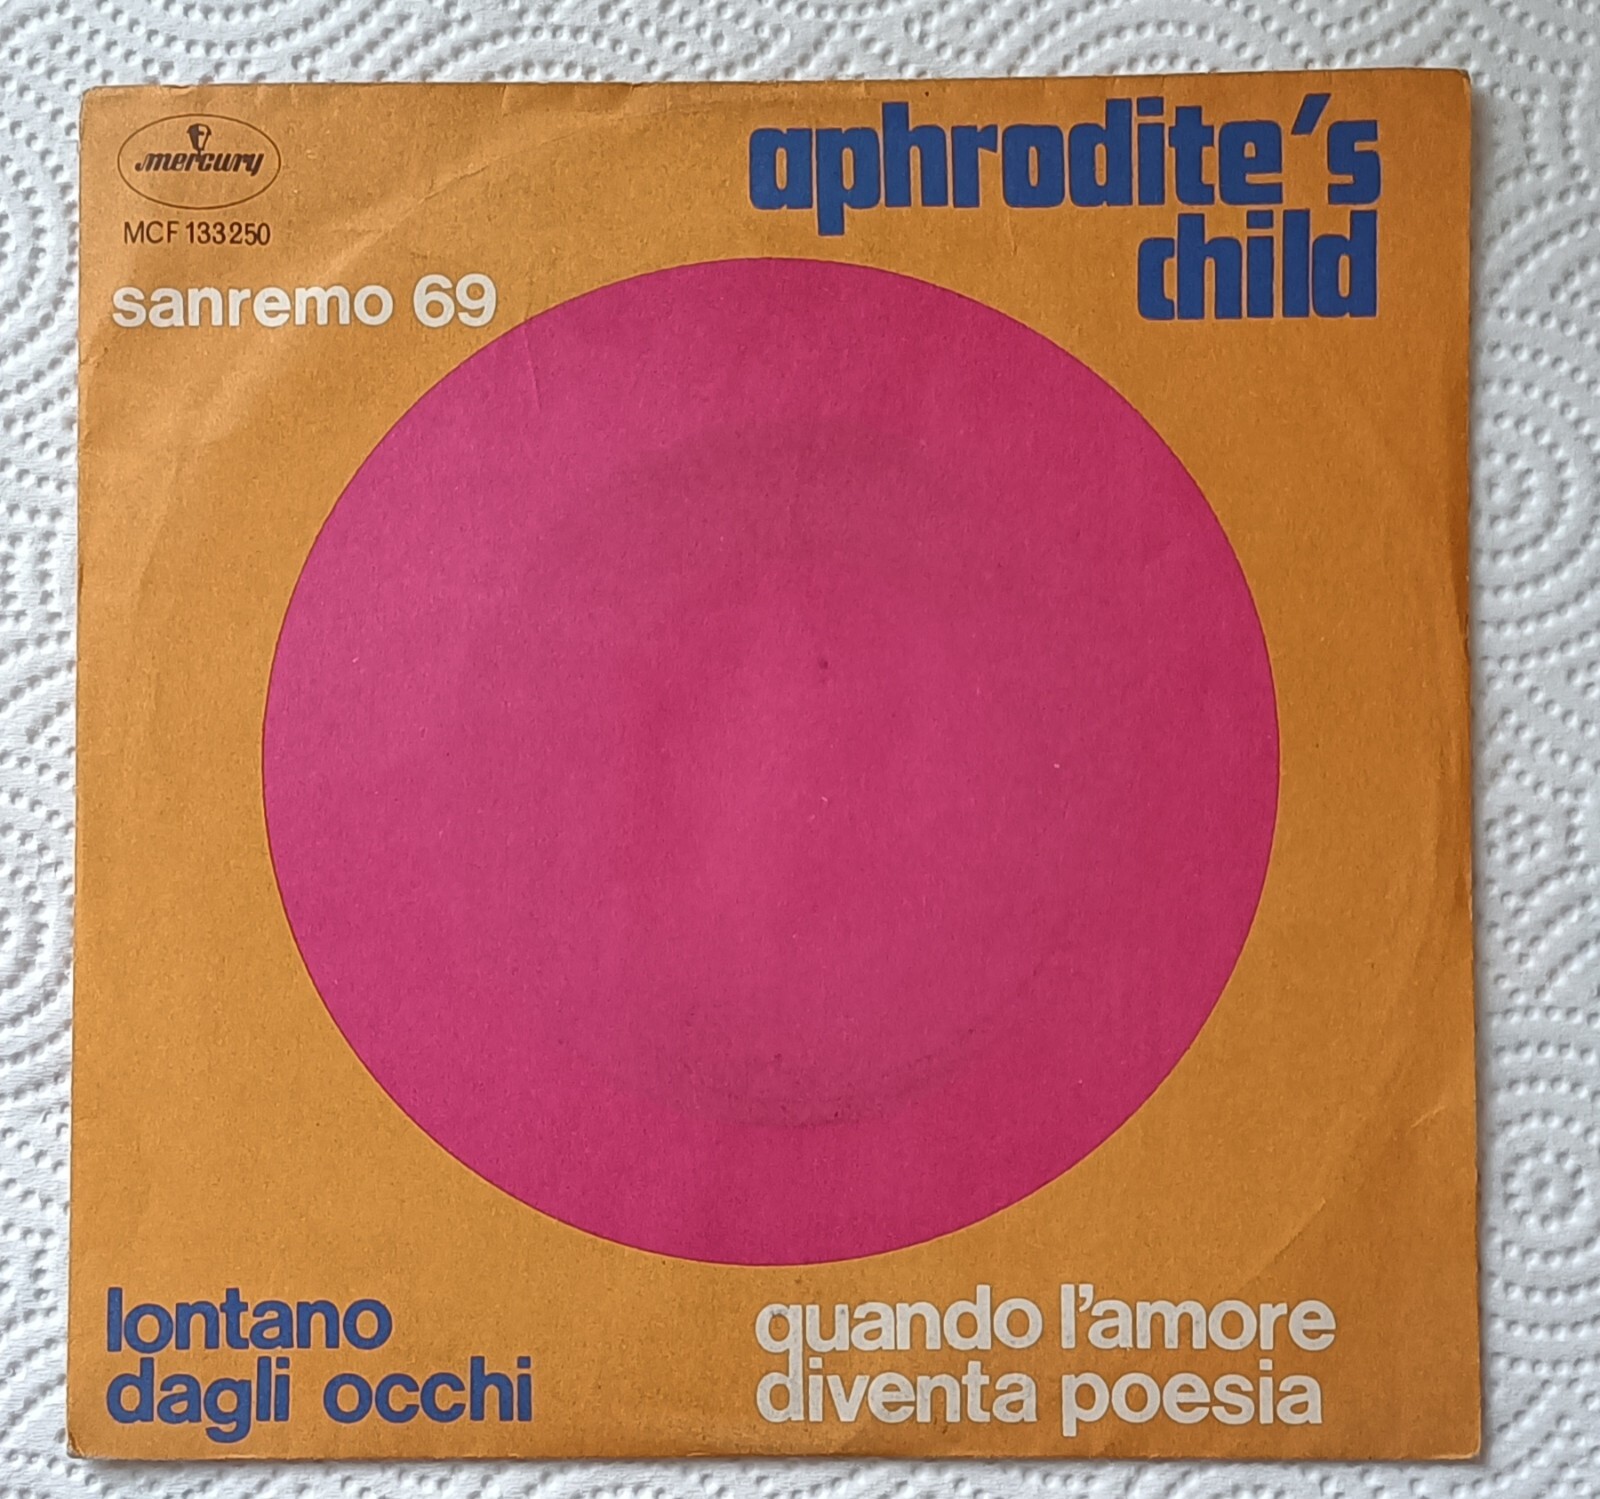 mercury
MCF 133250
sanremo 69
aphrodite's
child
lontano
dagli occhi
quando l'amore
diventa poesia